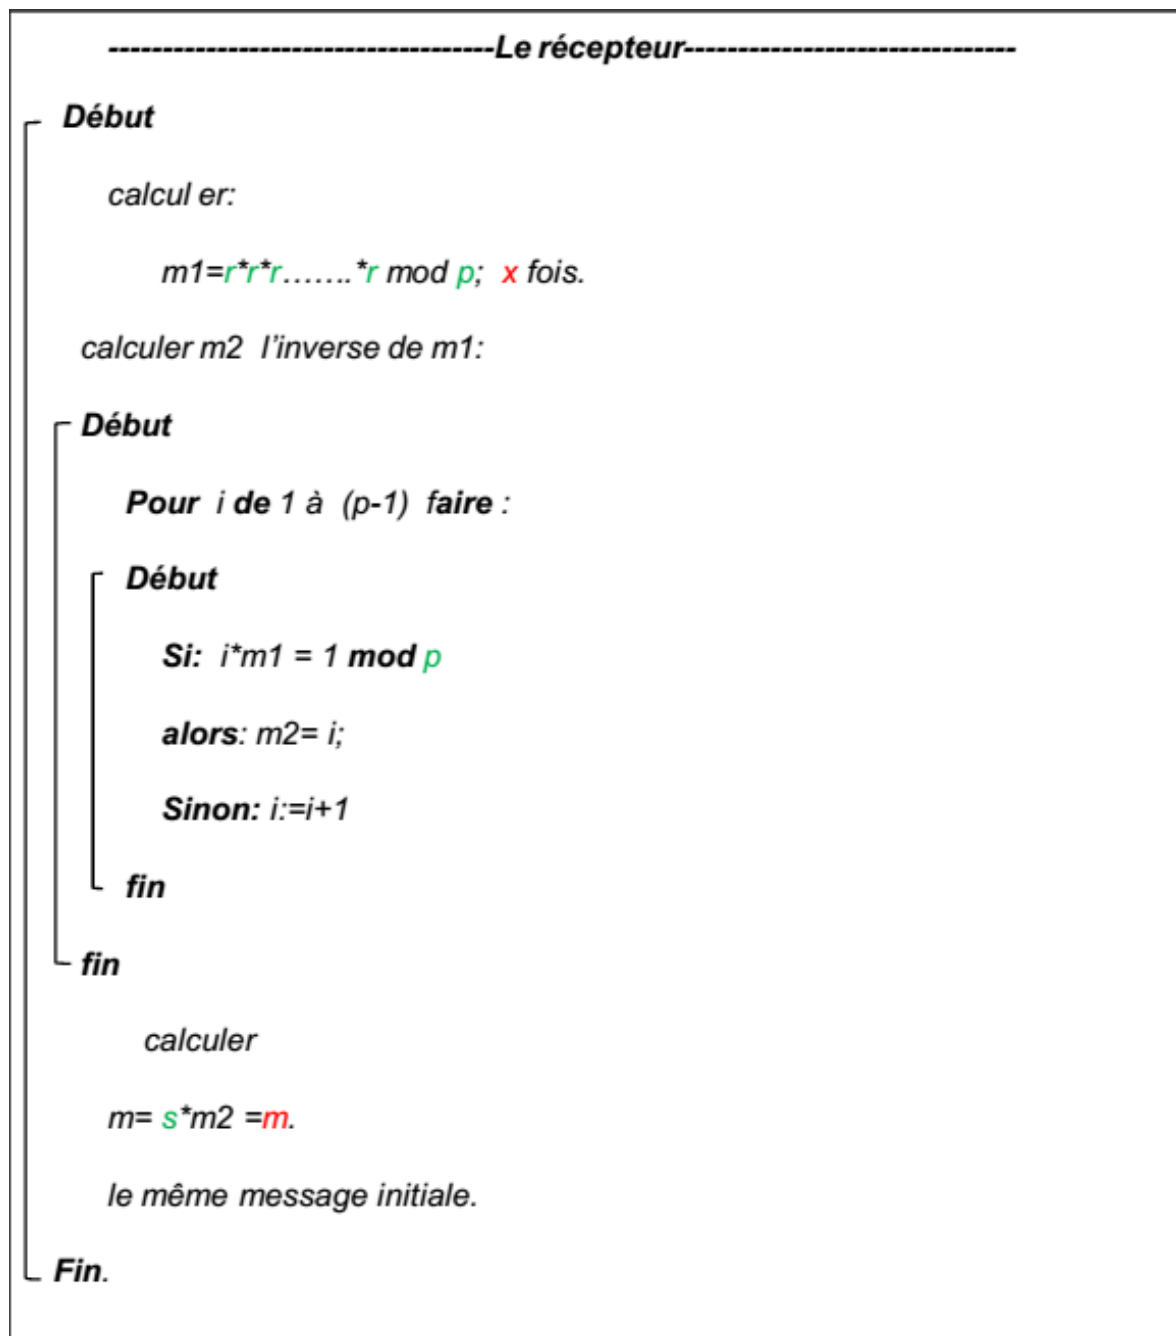 -----------------------------------Le récepteur------------------------------
Début
calcul er:
m1=r*r*r.......*r mod p; x fois.
calculer m2 l’inverse de m1:
Début
Pour i de 1 à (p-1) faire :
Début
Si: i*m1 = 1 mod p
alors: m2= i;
Sinon: i:=i+1
fin
fin
calculer
m= s*m2 =m.
le même message initiale.
Fin.